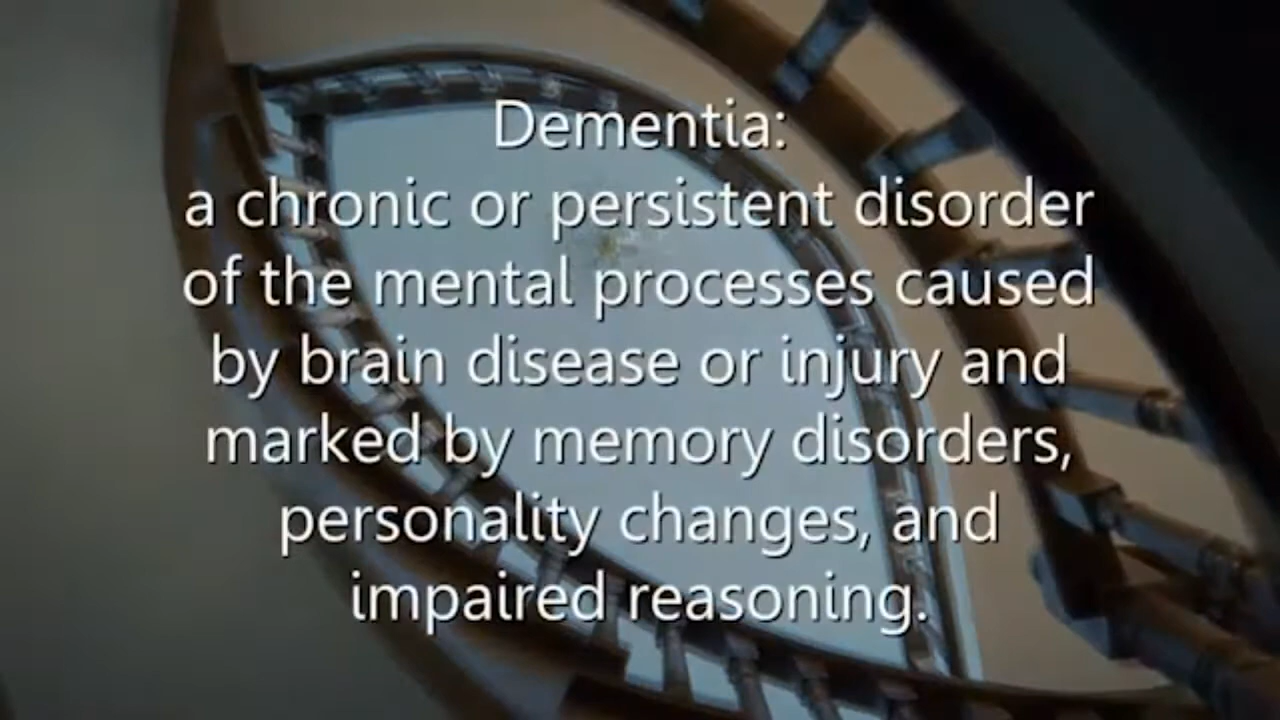 Dementia:
a chronic or persistent disorder
of the mental processes caused
by brain disease or injury and
marked by memory disorders,
personality changes, and
impaired reasoning.